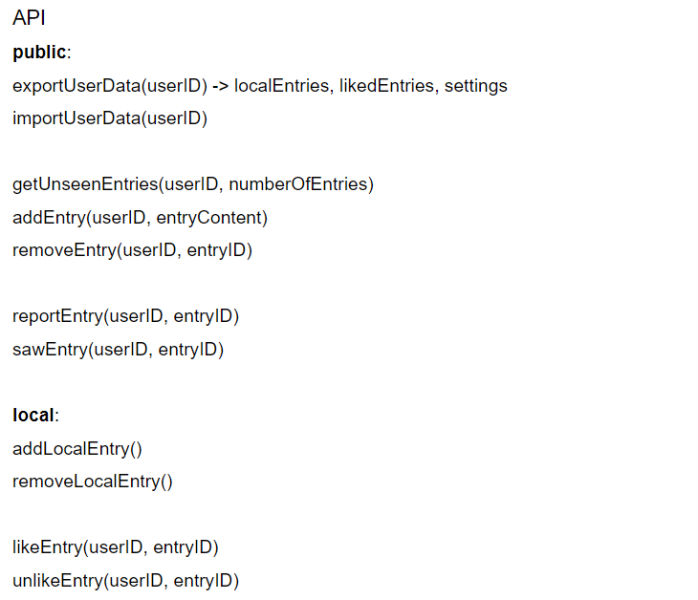 API
public:
exportUserData(userID) -> localEntries, likedEntries, settings
importUserData(userID)
getUnseenEntries(userID, numberOfEntries)
addEntry(userID, entryContent)
removeEntry(userID, entryID)
reportEntry(userID, entryID)
sawEntry(userID, entryID)
local:
addLocalEntry()
removeLocalEntry()
likeEntry(userID, entryID)
unlikeEntry(userID, entryID)